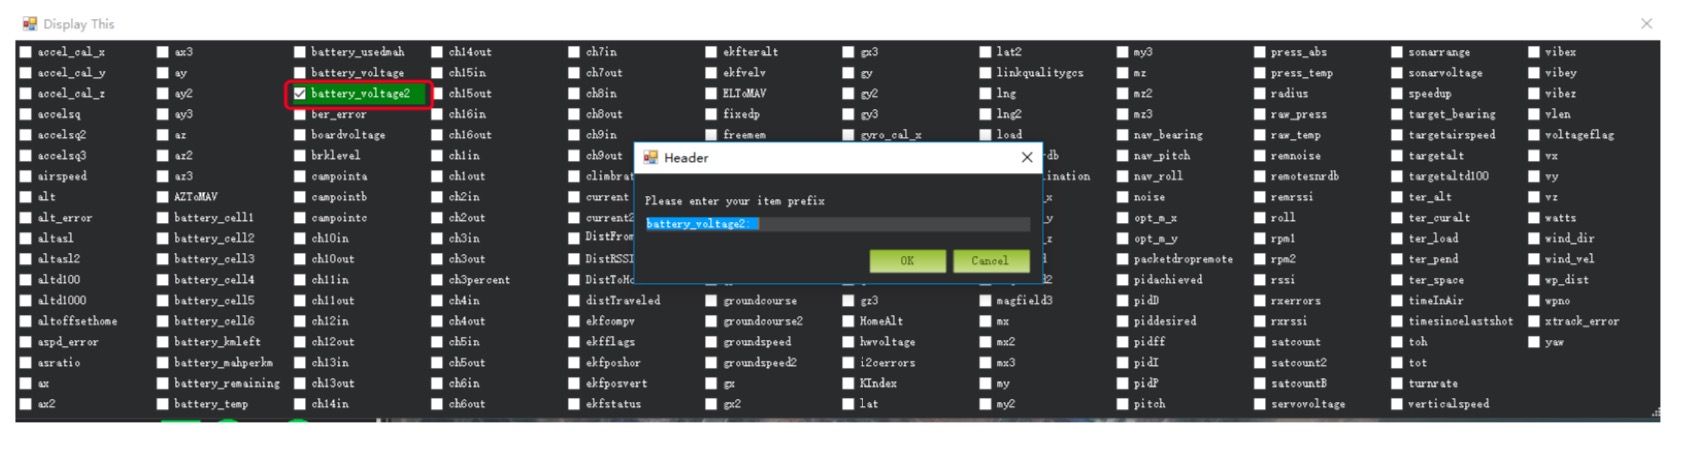 Display This
accel_cal_x ax3 battery_usedmah ch14out ch7in ekfteralt gx3 lat2 my3 press_abs sonarrange vibex
accel_cal_y ay battery_voltage ch15in ch7out ekfvelv gy linkqualitygcs mz press_temp sonarvoltage vibey
accel_cal_z ay2 battery_voltage2 ch15out ch8in ELToMAV gy2 lng mz2 radius speedup vibez
accelsq ay3 ber_error ch16in ch8out fixedp gy3 lng2 mz3 raw_press target_bearing vlen
accelsq2 az boardvoltage ch16out ch9in freemem gyro_cal_x load nav_bearing raw_temp targetairspeed voltageflag
accelsq3 az2 brklevel ch1in ch9out rdb nav_pitch remnoise targetalt vx
airspeed az3 campointa ch1out climbrat ination nav_roll remotesnrdb targetaltd100 vy
alt AZToMAV campointb ch2in current _x noise remrssi ter_alt vz
alt_error battery_cell1 campointc ch2out current2 _y opt_m_x roll ter_curalt watts
altasl battery_cell2 ch10in ch3in DistFrom _z opt_m_y rpm1 ter_load wind_dir
altasl2 battery_cell3 ch10out ch3out DistRSSI packetdropremote rpm2 ter_pend wind_vel
altd100 battery_cell4 ch11in ch3percent DistToHo pidachieved rssi ter_space wp_dist
altd1000 battery_cell5 ch11out ch4in distTraveled groundcourse gz3 magfield3 pidD rxerrors timeInAir wpno
altoffsethome battery_cell6 ch12in ch4out ekfcompv groundcourse2 HomeAlt mx piddesired rxrssi timesincelastshot xtrack_error
aspd_error battery_kmleft ch12out ch5in ekfflags groundspeed hwvoltage mx2 pidff satcount toh yaw
asratio battery_mahperkm ch13in ch5out ekfposhor groundspeed2 i2cerrors mx3 pidI satcount2 tot
ax battery_remaining ch13out ch6in ekfposvert gx KIndex my pidP satcountB turnrate
ax2 battery_temp ch14in ch6out ekfstatus gx2 lat my2 pitch servovoltage verticalspeed
Header
Please enter your item prefix
battery_voltage2:
OK Cancel